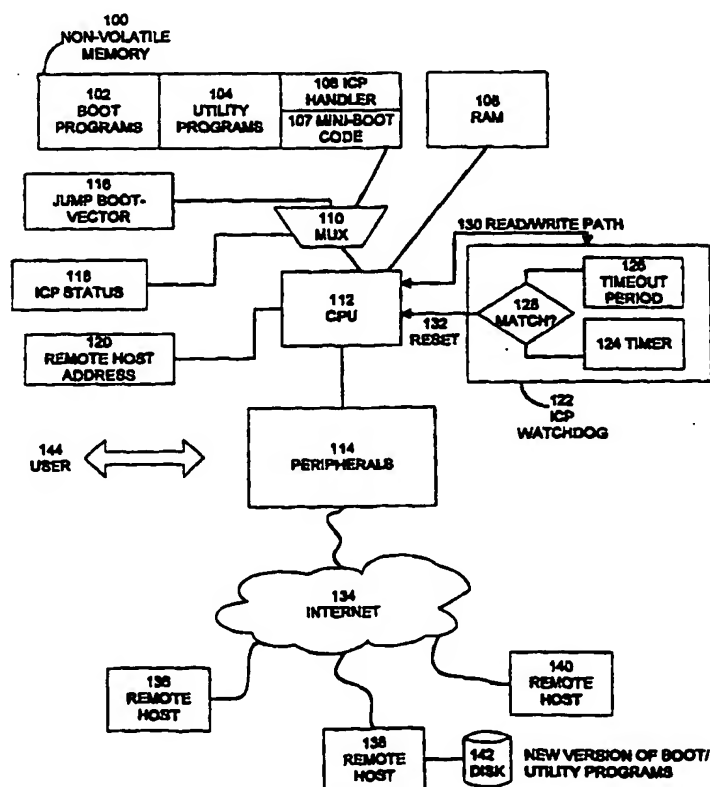 100
NON-VOLATILE
MEMORY
102
BOOT
PROGRAMS
104
UTILITY
PROGRAMS
106 ICP
HANDLER
107 MINI-BOOT
CODE
108
RAM
116
JUMP BOOT-
VECTOR
110
MUX
130 READ/WRITE PATH
118
ICP STATUS
112
CPU
126
TIMEOUT
PERIOD
128
MATCH?
132
RESET
124 TIMER
120
REMOTE HOST
ADDRESS
122
ICP
WATCHDOG
144
USER
114
PERIPHERALS
134
INTERNET
136
REMOTE
HOST
140
REMOTE
HOST
138
REMOTE
HOST
142
DISK
NEW VERSION OF BOOT/
UTILITY PROGRAMS